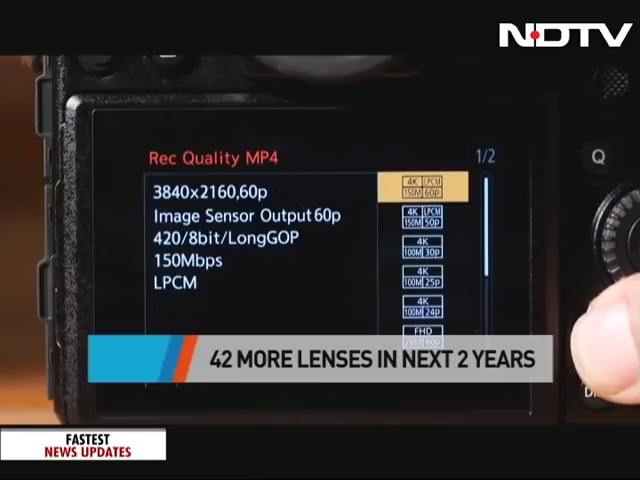 NDTV
Rec Quality MP4
1/2
3840x2160,60p
Image Sensor Output 60p
420/8bit/LongGOP
150Mbps
LPCM
4K LPCM
150M 60p
4K LPCM
150M 50p
4K
100M 30p
4K
100M 25p
4K
100M 24p
FHD
Q
42 MORE LENSES IN NEXT 2 YEARS
FASTEST
NEWS UPDATES